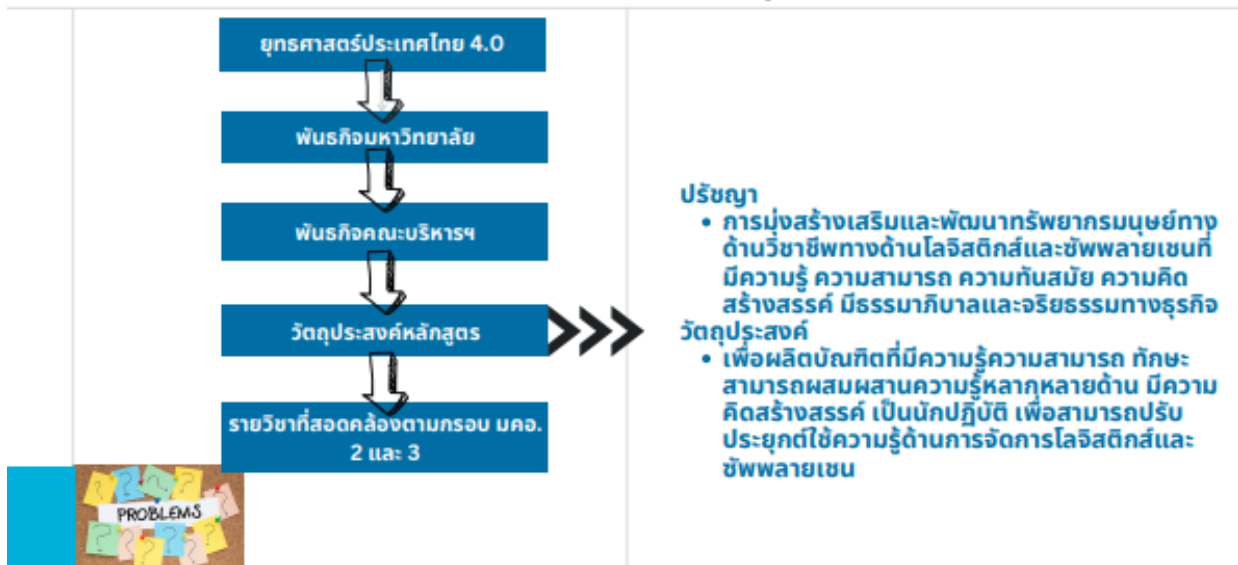 ยุทธศาสตร์ประเทศไทย 4.0
พันธกิจมหาวิทยาลัย
พันธกิจคณะบริหารฯ
วัตถุประสงค์หลักสูตร
รายวิชาที่สอดคล้องตามกรอบ มคอ.
2 และ 3
PROBLEMS
ปรัชญา
• การมุ่งสร้างเสริมและพัฒนาทรัพยากรมนุษย์ทาง
ด้านวิชาชีพทางด้านโลจิสติกส์และซัพพลายเชนที่
มีความรู้ ความสามารถ ความทันสมัย ความคิด
สร้างสรรค์ มีธรรมาภิบาลและจริยธรรมทางธุรกิจ
วัตถุประสงค์
• เพื่อผลิตบัณฑิตที่มีความรู้ความสามารถ ทักษะ
สามารถผสมผสานความรู้หลากหลายด้าน มีความ
คิดสร้างสรรค์ เป็นนักปฏิบัติ เพื่อสามารถปรับ
ประยุกต์ใช้ความรู้ด้านการจัดการโลจิสติกส์และ
ซัพพลายเชน